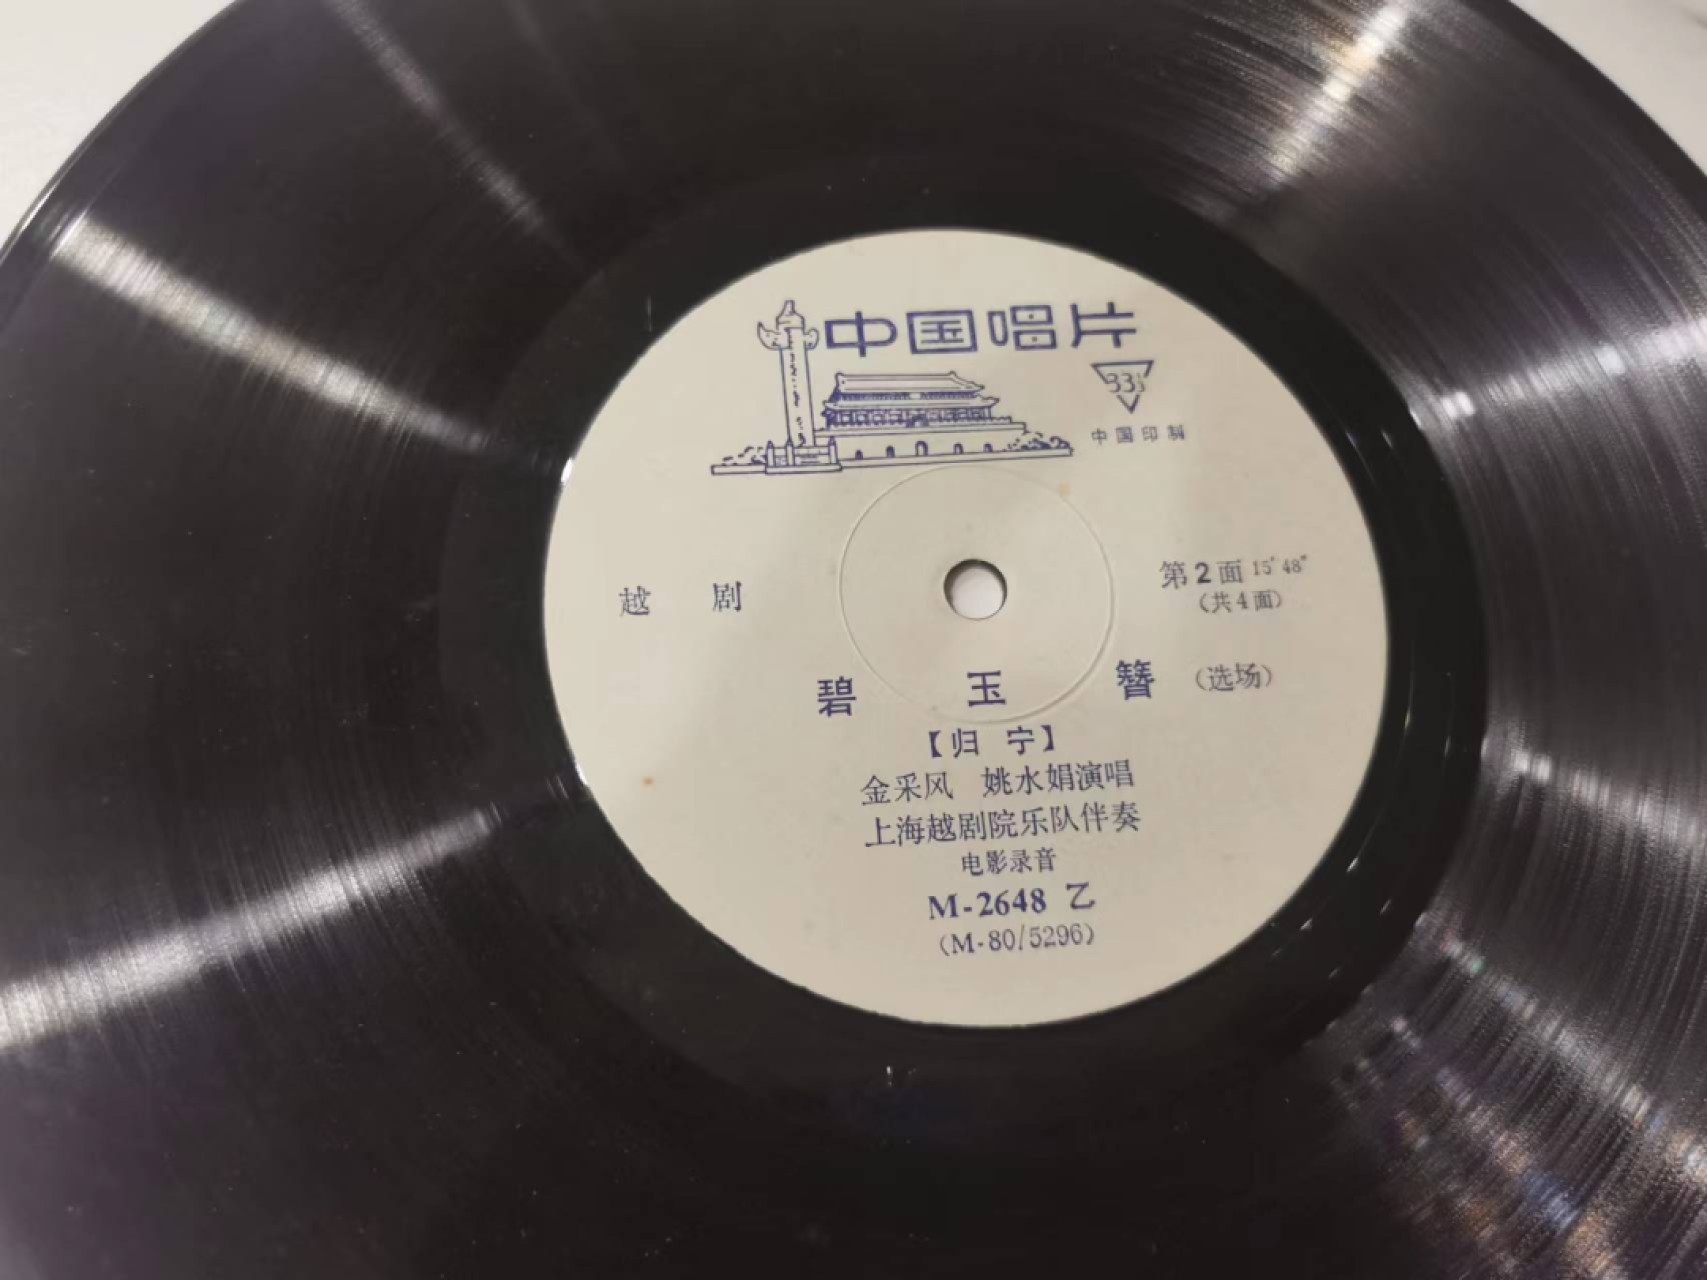 中国唱片
33⅓
中国印制
越 剧
第2面 15′48″
(共4面)
碧 玉 簪 (选场)
【归 宁】
金采风 姚水娟演唱
上海越剧院乐队伴奏
电影录音
M-2648 乙
(M-80/5296)